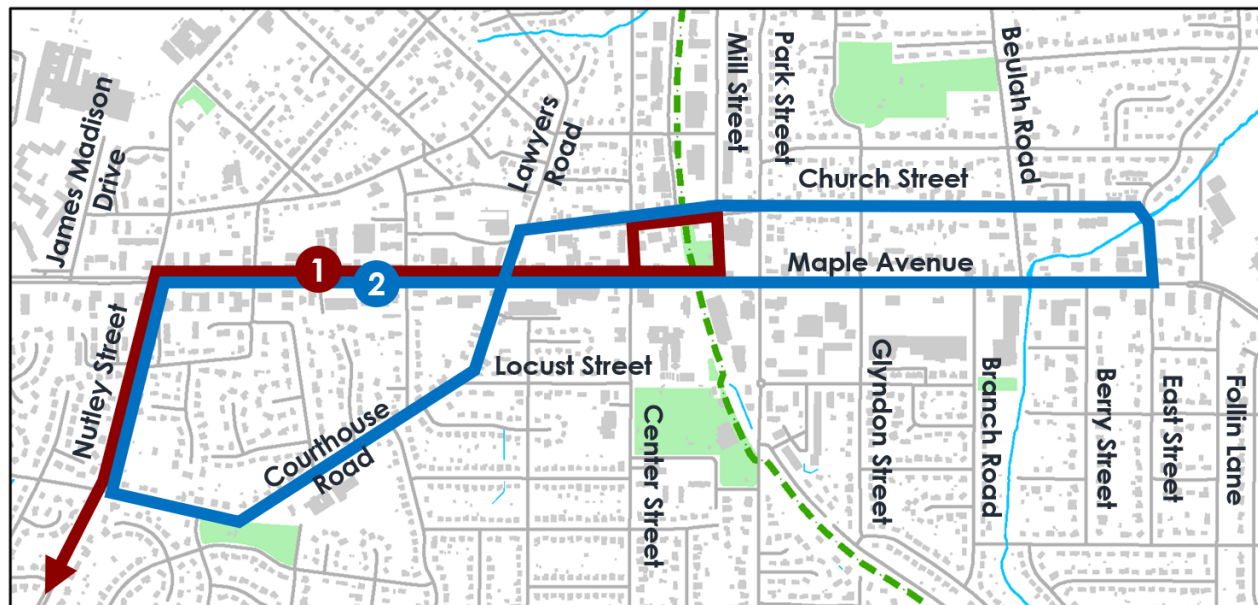 James Madison
Drive
Lawyers
Road
Mill Street
Park Street
Beulah Road
Church Street
1
2
Maple Avenue
Nutley Street
Courthouse
Road
Locust Street
Center Street
Glyndon Street
Branch Road
Berry Street
East Street
Follin Lane